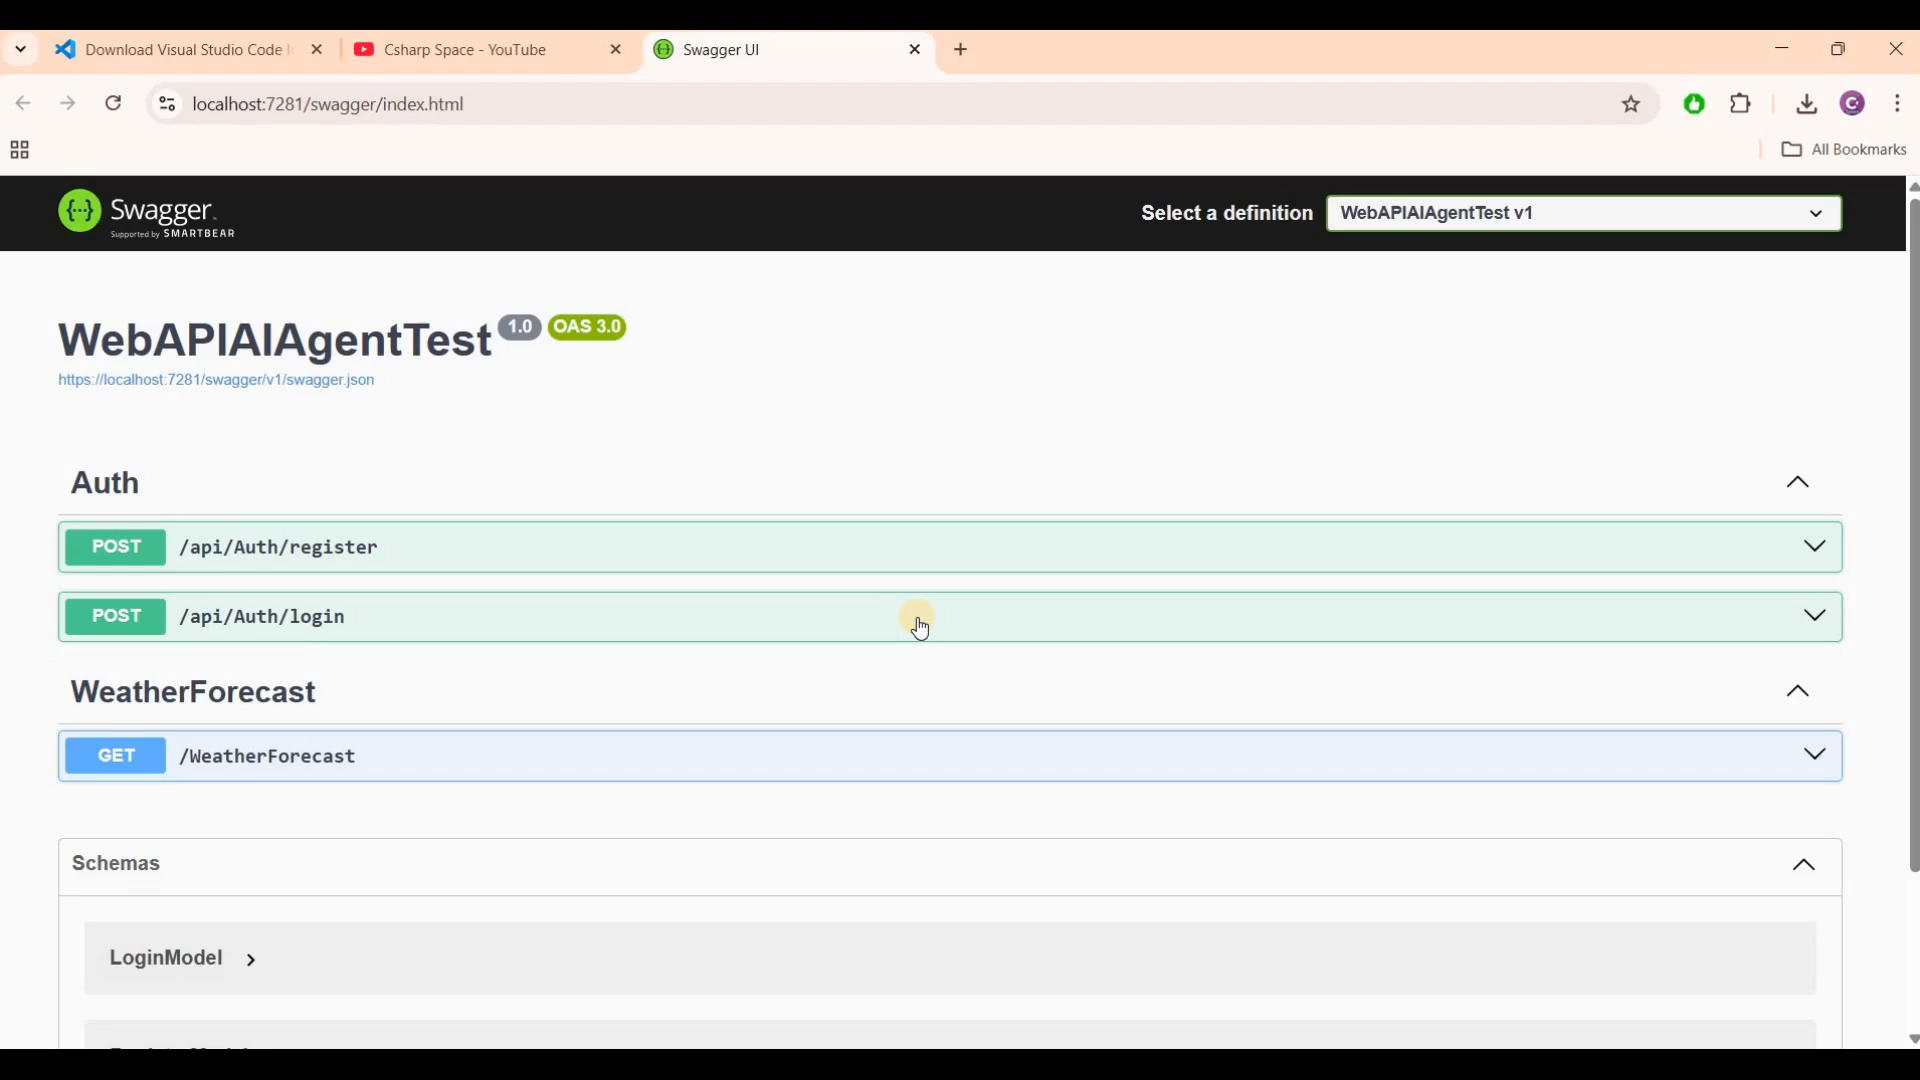 Download Visual Studio Code
Csharp Space - YouTube
Swagger UI
localhost:7281/swagger/index.html
All Bookmarks
Swagger
Supported by SMARTBEAR
Select a definition
WebAPIAIAgentTest v1
WebAPIAIAgentTest 1.0 OAS 3.0
https://localhost:7281/swagger/v1/swagger.json
Auth
POST /api/Auth/register
POST /api/Auth/login
WeatherForecast
GET /WeatherForecast
Schemas
LoginModel